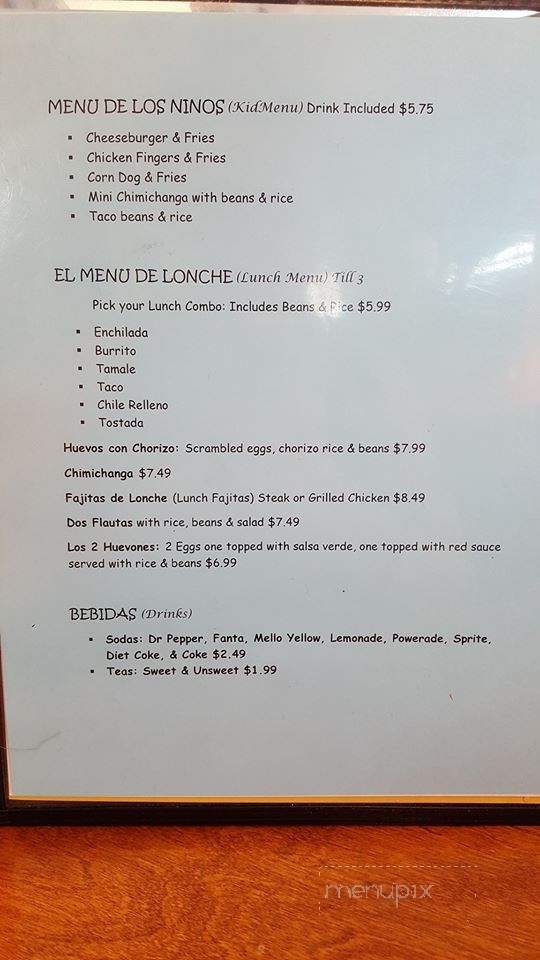 MENU DE LOS NINOS (KidMenu) Drink Included $5.75
▪ Cheeseburger & Fries
▪ Chicken Fingers & Fries
▪ Corn Dog & Fries
▪ Mini Chimichanga with beans & rice
▪ Taco beans & rice
EL MENU DE LONCHE (Lunch Menu) Till 3
Pick your Lunch Combo: Includes Beans & Rice $5.99
▪ Enchilada
▪ Burrito
▪ Tamale
▪ Taco
▪ Chile Relleno
▪ Tostada
Huevos con Chorizo: Scrambled eggs, chorizo rice & beans $7.99
Chimichanga $7.49
Fajitas de Lonche (Lunch Fajitas) Steak or Grilled Chicken $8.49
Dos Flautas with rice, beans & salad $7.49
Los 2 Huevones: 2 Eggs one topped with salsa verde, one topped with red sauce
served with rice & beans $6.99
BEBIDAS (Drinks)
▪ Sodas: Dr Pepper, Fanta, Mello Yellow, Lemonade, Powerade, Sprite,
Diet Coke, & Coke $2.49
▪ Teas: Sweet & Unsweet $1.99
menupix